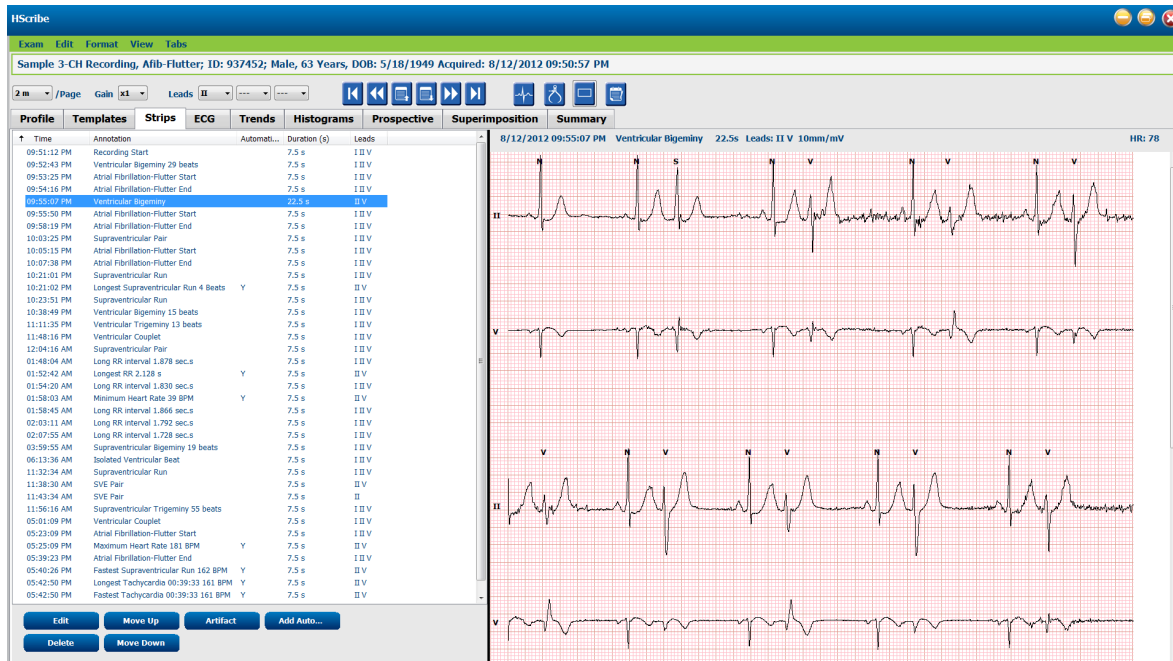 HScribe
Exam Edit Format View Tabs
Sample 3-CH Recording, Afib-Flutter; ID: 937452; Male, 63 Years, DOB: 5/18/1949 Acquired: 8/12/2012 09:50:57 PM
2 m /Page Gain x1 Leads II --- ---
Profile Templates Strips ECG Trends Histograms Prospective Superimposition Summary
↑ Time Annotation Automati... Duration (s) Leads
09:51:12 PM Recording Start 7.5 s I II V
09:52:43 PM Ventricular Bigeminy 29 beats 7.5 s I II V
09:53:25 PM Atrial Fibrillation-Flutter Start 7.5 s I II V
09:54:16 PM Atrial Fibrillation-Flutter End 7.5 s I II V
09:55:07 PM Ventricular Bigeminy 22.5 s II V
09:55:50 PM Atrial Fibrillation-Flutter Start 7.5 s I II V
09:58:19 PM Atrial Fibrillation-Flutter End 7.5 s I II V
10:03:25 PM Supraventricular Pair 7.5 s I II V
10:05:15 PM Atrial Fibrillation-Flutter Start 7.5 s I II V
10:07:38 PM Atrial Fibrillation-Flutter End 7.5 s I II V
10:21:01 PM Supraventricular Run 7.5 s I II V
10:21:02 PM Longest Supraventricular Run 4 Beats Y 7.5 s II V
10:23:51 PM Supraventricular Run 7.5 s I II V
10:38:49 PM Ventricular Bigeminy 15 beats 7.5 s I II V
11:11:35 PM Ventricular Trigeminy 13 beats 7.5 s I II V
11:48:16 PM Ventricular Couplet 7.5 s I II V
12:04:16 AM Supraventricular Pair 7.5 s I II V
01:48:04 AM Long RR interval 1.878 sec.s 7.5 s I II V
01:52:42 AM Longest RR 2.128 s Y 7.5 s II V
01:54:20 AM Long RR interval 1.830 sec.s 7.5 s I II V
01:58:03 AM Minimum Heart Rate 39 BPM Y 7.5 s II V
01:58:45 AM Long RR interval 1.866 sec.s 7.5 s I II V
02:03:11 AM Long RR interval 1.792 sec.s 7.5 s I II V
02:07:55 AM Long RR interval 1.728 sec.s 7.5 s I II V
03:59:55 AM Supraventricular Bigeminy 19 beats 7.5 s I II V
06:13:36 AM Isolated Ventricular Beat 7.5 s I II V
11:32:34 AM Supraventricular Run 7.5 s I II V
11:38:30 AM SVE Pair 7.5 s II V
11:43:34 AM SVE Pair 7.5 s II
11:56:16 AM Supraventricular Trigeminy 55 beats 7.5 s I II V
05:01:09 PM Ventricular Couplet 7.5 s I II V
05:23:09 PM Atrial Fibrillation-Flutter Start 7.5 s I II V
05:25:09 PM Maximum Heart Rate 181 BPM Y 7.5 s II V
05:39:23 PM Atrial Fibrillation-Flutter End 7.5 s I II V
05:40:26 PM Fastest Supraventricular Run 162 BPM Y 7.5 s II V
05:42:50 PM Longest Tachycardia 00:39:33 161 BPM Y 7.5 s II V
05:42:50 PM Fastest Tachycardia 00:39:33 161 BPM Y 7.5 s II V
Edit Move Up Artifact Add Auto...
Delete Move Down
8/12/2012 09:55:07 PM Ventricular Bigeminy 22.5s Leads: II V 10mm/mV HR: 78
N N S N V N V N V
II
V
V N V N V N V N V
II
V